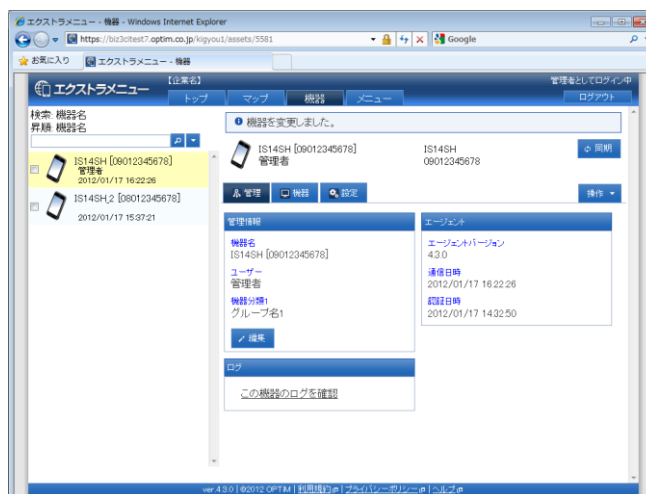 エクストラメニュー - 機器 - Windows Internet Explorer
https://biz3citest7.optim.co.jp/kigyou1/assets/5581
Google
お気に入り
エクストラメニュー - 機器
エクストラメニュー
【企業名】
管理者としてログイン中
トップ
マップ
機器
メニュー
ログアウト
検索: 機器名
昇順: 機器名
IS14SH [09012345678]
管理者
2012/01/17 16:22:26
IS14SH_2 [08012345678]
2012/01/17 15:37:21
機器を変更しました。
IS14SH [09012345678]
管理者
IS14SH
09012345678
同期
管理
機器
設定
操作
管理情報
機器名
IS14SH [09012345678]
ユーザー
管理者
機器分類1
グループ名1
編集
エージェント
エージェントバージョン
4.3.0
通信日時
2012/01/17 16:22:26
認証日時
2012/01/17 14:32:50
ログ
この機器のログを確認
ver.4.3.0 | ©2012 OPTiM | 利用規約 | プライバシーポリシー | ヘルプ